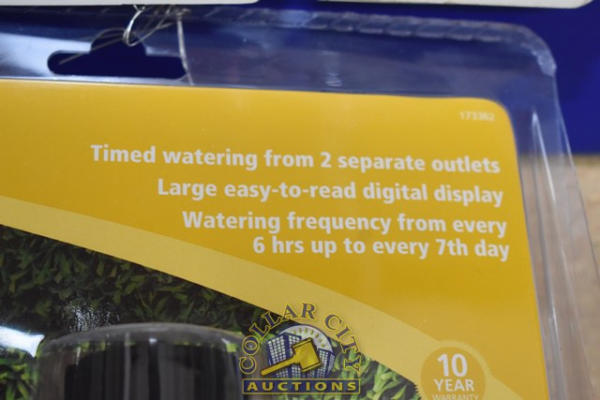 173362
Timed watering from 2 separate outlets
Large easy-to-read digital display
Watering frequency from every
6 hrs up to every 7th day
COLLAR CITY
AUCTIONS
10
YEAR
WARRANTY